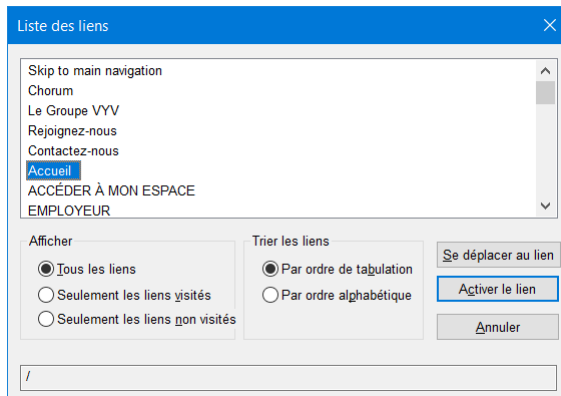 Liste des liens
Skip to main navigation
Chorum
Le Groupe VYV
Rejoignez-nous
Contactez-nous
Accueil
ACCÉDER À MON ESPACE
EMPLOYEUR
Afficher
Tous les liens
Seulement les liens visités
Seulement les liens non visités
Trier les liens
Par ordre de tabulation
Par ordre alphabétique
Se déplacer au lien
Activer le lien
Annuler
/